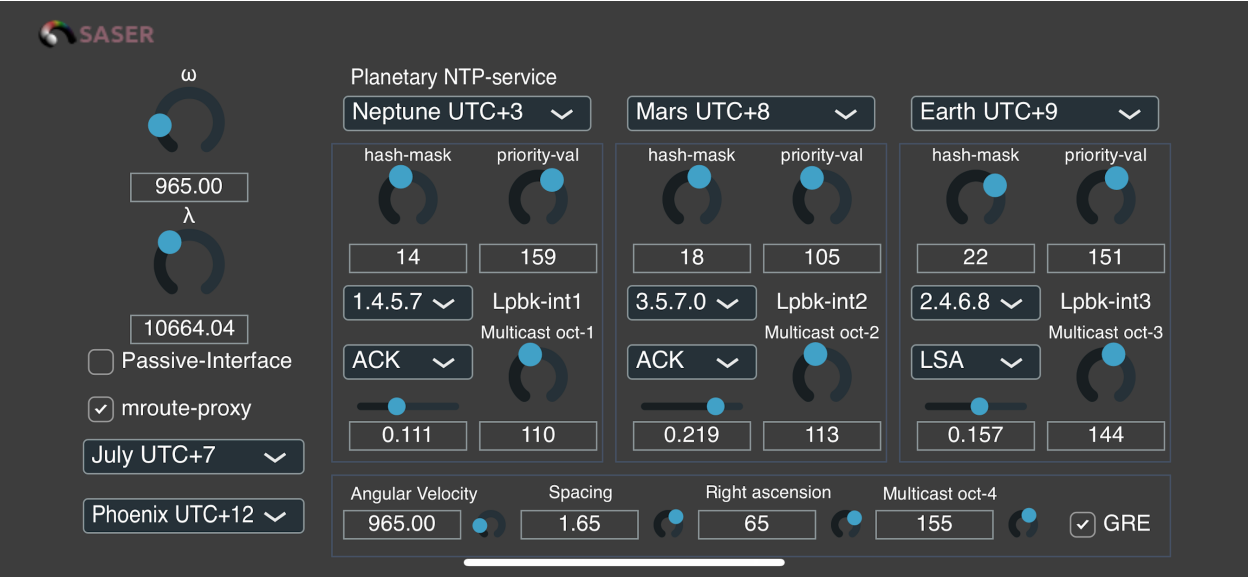 SASER
ω
965.00
λ
10664.04
Passive-Interface
mroute-proxy
July UTC+7
Phoenix UTC+12
Planetary NTP-service
Neptune UTC+3
hash-mask priority-val
14 159
1.4.5.7 Lpbk-int1
Multicast oct-1
ACK
0.111 110
Mars UTC+8
hash-mask priority-val
18 105
3.5.7.0 Lpbk-int2
Multicast oct-2
ACK
0.219 113
Earth UTC+9
hash-mask priority-val
22 151
2.4.6.8 Lpbk-int3
Multicast oct-3
LSA
0.157 144
Angular Velocity Spacing Right ascension Multicast oct-4
965.00 1.65 65 155 GRE